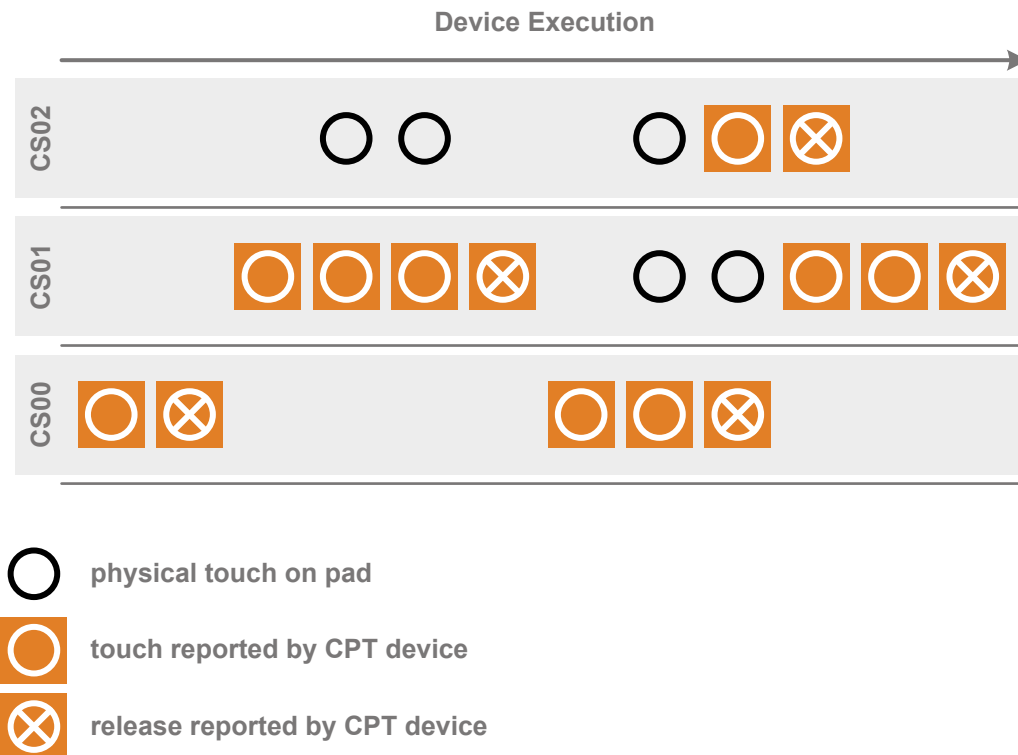 Device Execution
CS02
CS01
CS00
physical touch on pad
touch reported by CPT device
release reported by CPT device